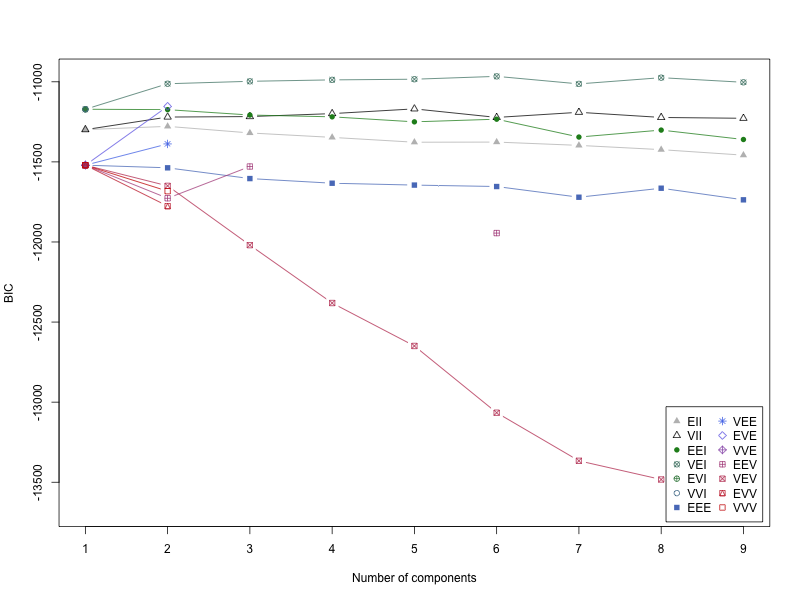 -11000
-11500
-12000
-12500
-13000
-13500
BIC
EII VEE
VII EVE
EEI VVE
VEI EEV
EVI VEV
VVI EVV
EEE VVV
1 2 3 4 5 6 7 8 9
Number of components